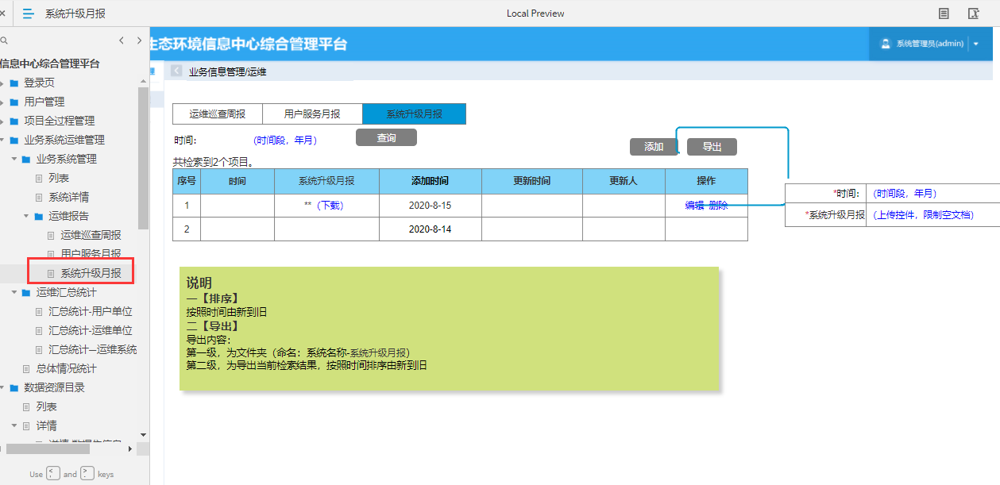 系统升级月报
Local Preview
信息中心综合管理平台
登录页
用户管理
项目全过程管理
业务系统运维管理
业务系统管理
列表
系统详情
运维报告
运维巡查周报
用户服务月报
系统升级月报
运维汇总统计
汇总统计-用户单位
汇总统计-运维单位
汇总统计—运维系统
总体情况统计
数据资源目录
列表
详情
Use < , and > . keys
生态环境信息中心综合管理平台
系统管理员(admin)
理
业务信息管理/运维
运维巡查周报 用户服务月报 系统升级月报
时间: (时间段，年月) 查询
添加 导出
共检索到2个项目。
序号 时间 系统升级月报 添加时间 更新时间 更新人 操作
1 ** (下载) 2020-8-15 编辑 删除
2 2020-8-14
*时间: (时间段，年月)
*系统升级月报 (上传控件，限制空文档)
说明
一【排序】
按照时间由新到旧
二【导出】
导出内容：
第一级，为文件夹（命名：系统名称-系统升级月报）
第二级，为导出当前检索结果，按照时间排序由新到旧